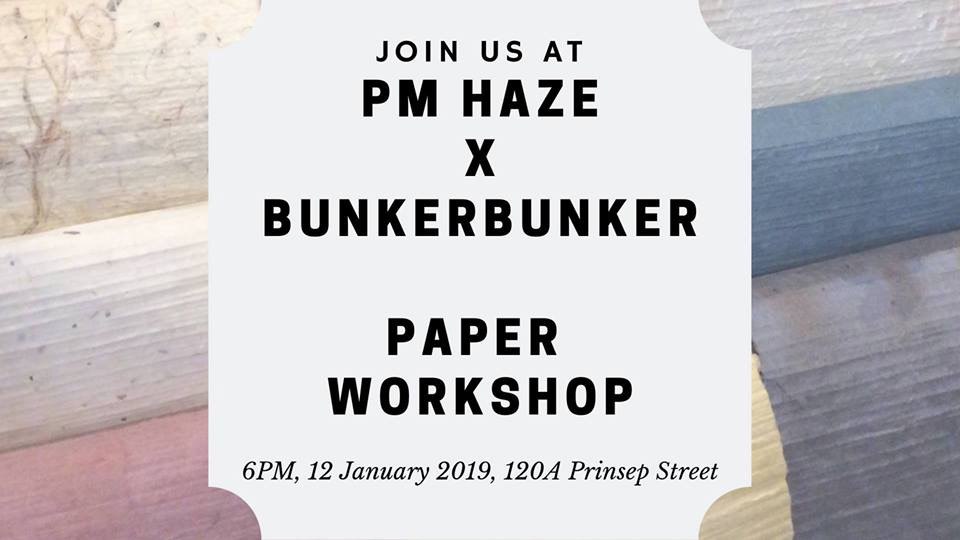 JOIN US AT
PM HAZE
X
BUNKERBUNKER
PAPER
WORKSHOP
6PM, 12 January 2019, 120A Prinsep Street